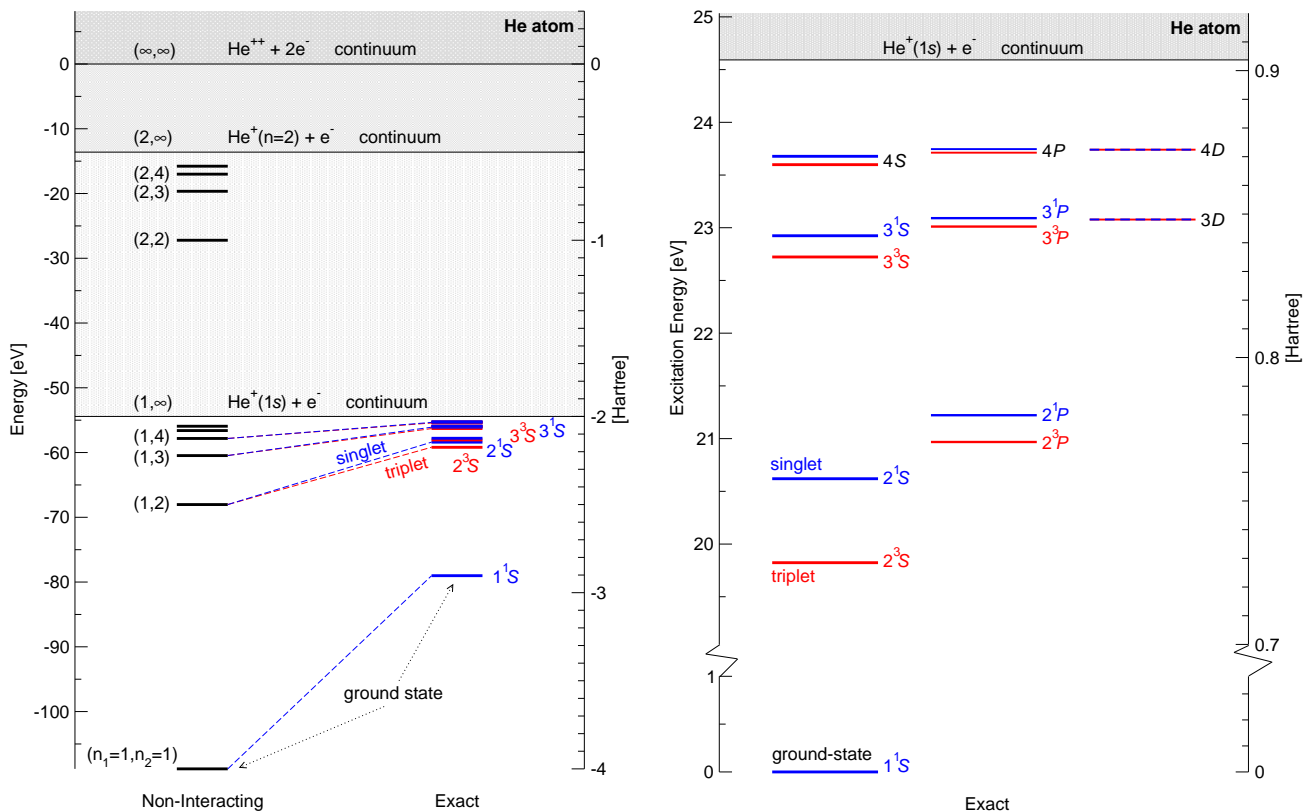 He atom
(∞,∞) He⁺⁺ + 2e⁻ continuum
(2,∞) He⁺(n=2) + e⁻ continuum
(2,4)
(2,3)
(2,2)
(1,∞) He⁺(1s) + e⁻ continuum
(1,4)
(1,3)
(1,2)
singlet
triplet
3³S
3¹S
2¹S
2³S
1¹S
ground state
(n₁=1,n₂=1)
0
-10
-20
-30
-40
-50
-60
-70
-80
-90
-100
Energy [eV]
0
-1
-2
-3
-4
[Hartree]
Non-Interacting Exact
He atom
He⁺(1s) + e⁻ continuum
4S
4P
4D
3¹S
3³S
3¹P
3³P
3D
2¹P
2³P
singlet
2¹S
2³S
triplet
ground-state
1¹S
25
24
23
22
21
20
1
0
Excitation Energy [eV]
0.9
0.8
0.7
0
[Hartree]
Exact